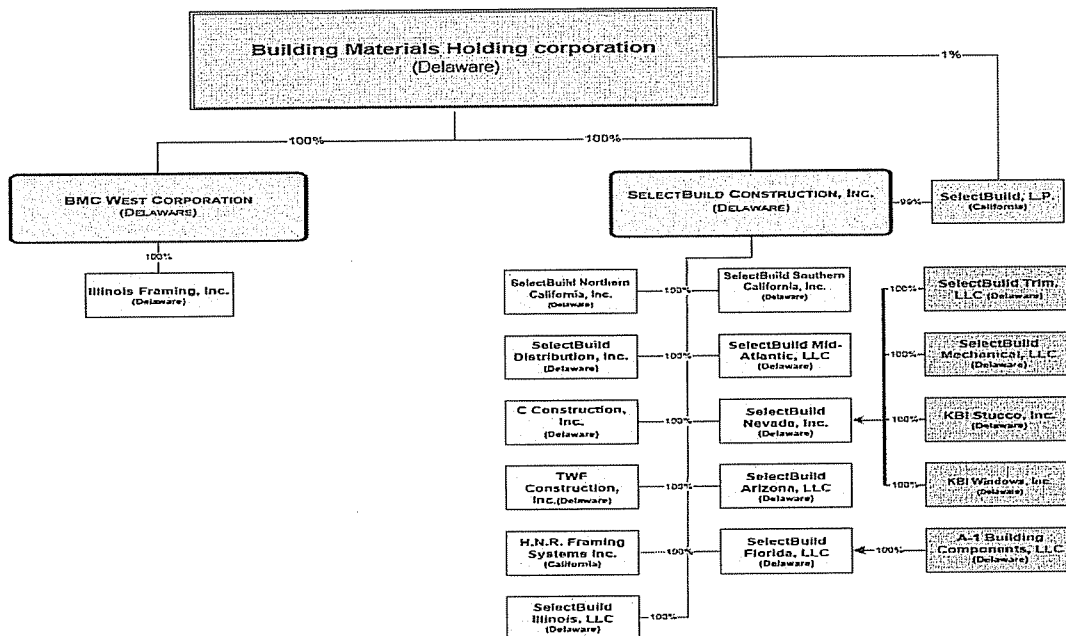 Building Materials Holding corporation
(Delaware)
1%
100%
100%
BMC WEST CORPORATION
(DELAWARE)
SELECTBUILD CONSTRUCTION, INC.
(DELAWARE)
99%
SelectBuild, L.P.
(California)
100%
Illinois Framing, Inc.
(Delaware)
SelectBuild Northern
California, Inc.
(Delaware)
100%
SelectBuild Southern
California, Inc.
(Delaware)
100%
SelectBuild Trim,
LLC (Delaware)
SelectBuild
Distribution, Inc.
(Delaware)
100%
SelectBuild Mid-
Atlantic, LLC
(Delaware)
100%
SelectBuild
Mechanical, LLC
(Delaware)
C Construction,
Inc.
(Delaware)
100%
SelectBuild
Nevada, Inc.
(Delaware)
100%
KBI Stucco, Inc.
(Delaware)
TWF
Construction,
Inc.(Delaware)
100%
SelectBuild
Arizona, LLC
(Delaware)
100%
KBI Windows, Inc.
(Delaware)
H.N.R. Framing
Systems Inc.
(California)
100%
SelectBuild
Florida, LLC
(Delaware)
100%
A-1 Building
Components, LLC
(Delaware)
SelectBuild
Illinois, LLC
(Delaware)
100%